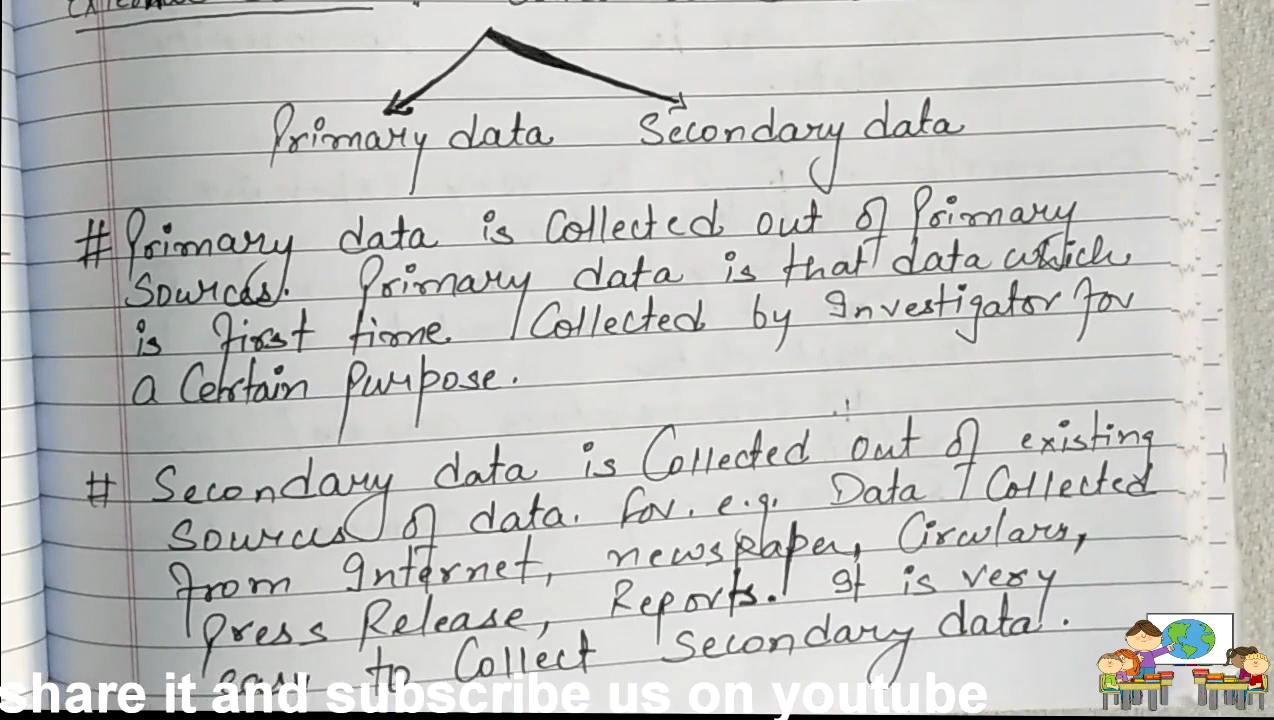 Primary data Secondary data
# Primary data is Collected out of Primary
Sources. Primary data is that data which
is first time Collected by Investigator for
a Certain purpose.
# Secondary data is Collected out of existing
Sources of data. For. e.g. Data Collected
from Internet, newspaper, Circulars,
Press Release, Reports. It is very
easy to Collect Secondary data.
share it and subscribe us on youtube